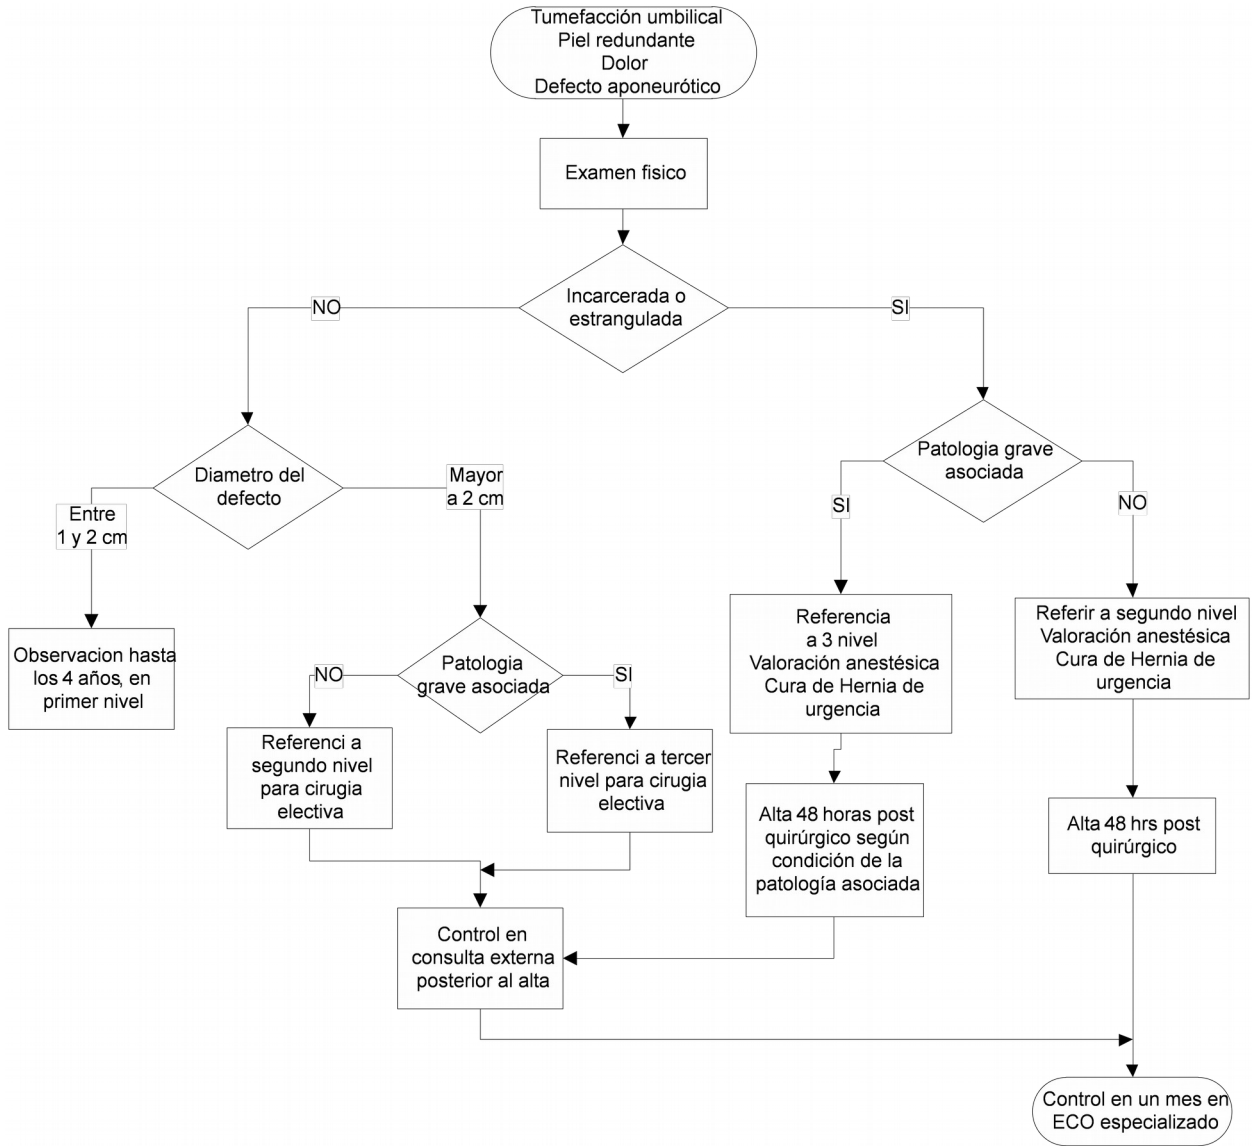 Tumefacción umbilical
Piel redundante
Dolor
Defecto aponeurótico
Examen fisico
Incarcerada o
estrangulada
NO
SI
Diametro del
defecto
Entre
1 y 2 cm
Mayor
a 2 cm
Patologia grave
asociada
SI
NO
Observacion hasta
los 4 años, en
primer nivel
Patologia
grave asociada
NO
SI
Referenci a
segundo nivel
para cirugia
electiva
Referenci a tercer
nivel para cirugia
electiva
Referencia
a 3 nivel
Valoración anestésica
Cura de Hernia de
urgencia
Referir a segundo nivel
Valoración anestésica
Cura de Hernia de
urgencia
Alta 48 horas post
quirúrgico según
condición de la
patología asociada
Alta 48 hrs post
quirúrgico
Control en
consulta externa
posterior al alta
Control en un mes en
ECO especializado